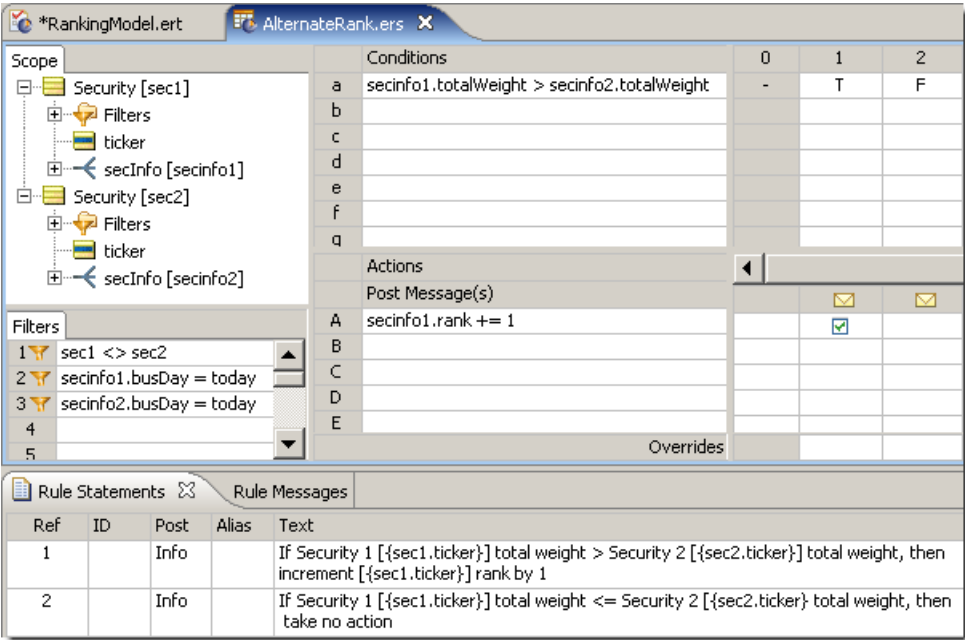 *RankingModel.ert AlternateRank.ers
Scope
Security [sec1]
Filters
ticker
secInfo [secinfo1]
Security [sec2]
Filters
ticker
secInfo [secinfo2]
Filters
1 sec1 <> sec2
2 secinfo1.busDay = today
3 secinfo2.busDay = today
4
5
Conditions 0 1 2
a secinfo1.totalWeight > secinfo2.totalWeight - T F
b
c
d
e
f
g
Actions
Post Message(s)
A secinfo1.rank += 1
B
C
D
E
Overrides
Rule Statements Rule Messages
Ref ID Post Alias Text
1 Info If Security 1 [{sec1.ticker}] total weight > Security 2 [{sec2.ticker}] total weight, then
increment [{sec1.ticker}] rank by 1
2 Info If Security 1 [{sec1.ticker}] total weight <= Security 2 [{sec2.ticker} total weight, then
take no action